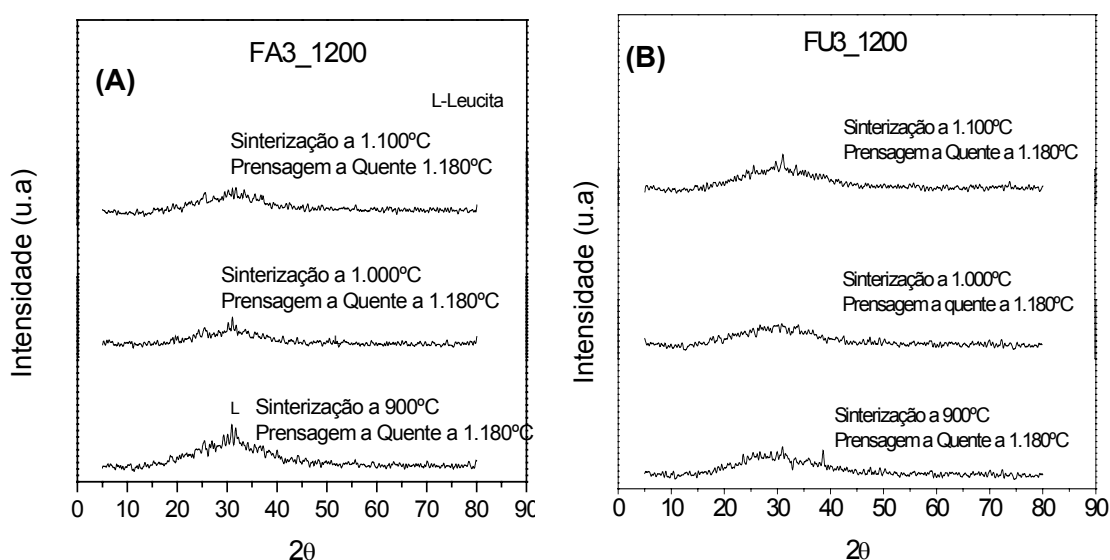 FA3_1200
(A)
L-Leucita
Sinterização a 1.100ºC
Prensagem a Quente 1.180ºC
Sinterização a 1.000ºC
Prensagem a Quente a 1.180ºC
L
Sinterização a 900ºC
Prensagem a Quente a 1.180ºC
Intensidade (u.a)
0 10 20 30 40 50 60 70 80 90
2θ
FU3_1200
(B)
Sinterização a 1.100ºC
Prensagem a Quente a 1.180ºC
Sinterização a 1.000ºC
Prensagem a quente a 1.180ºC
Sinterização a 900ºC
Prensagem a Quente a 1.180ºC
Intensidade (u.a)
0 10 20 30 40 50 60 70 80 90
2θ